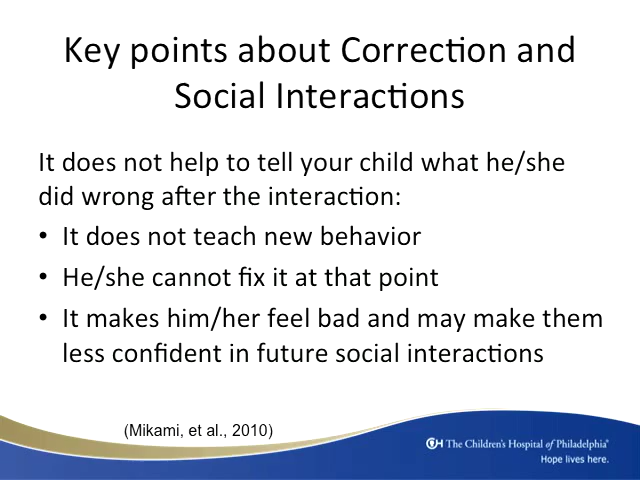 Key points about Correction and
Social Interactions
It does not help to tell your child what he/she
did wrong after the interaction:
• It does not teach new behavior
• He/she cannot fix it at that point
• It makes him/her feel bad and may make them
less confident in future social interactions
(Mikami, et al., 2010)
CH The Children's Hospital of Philadelphia®
Hope lives here.